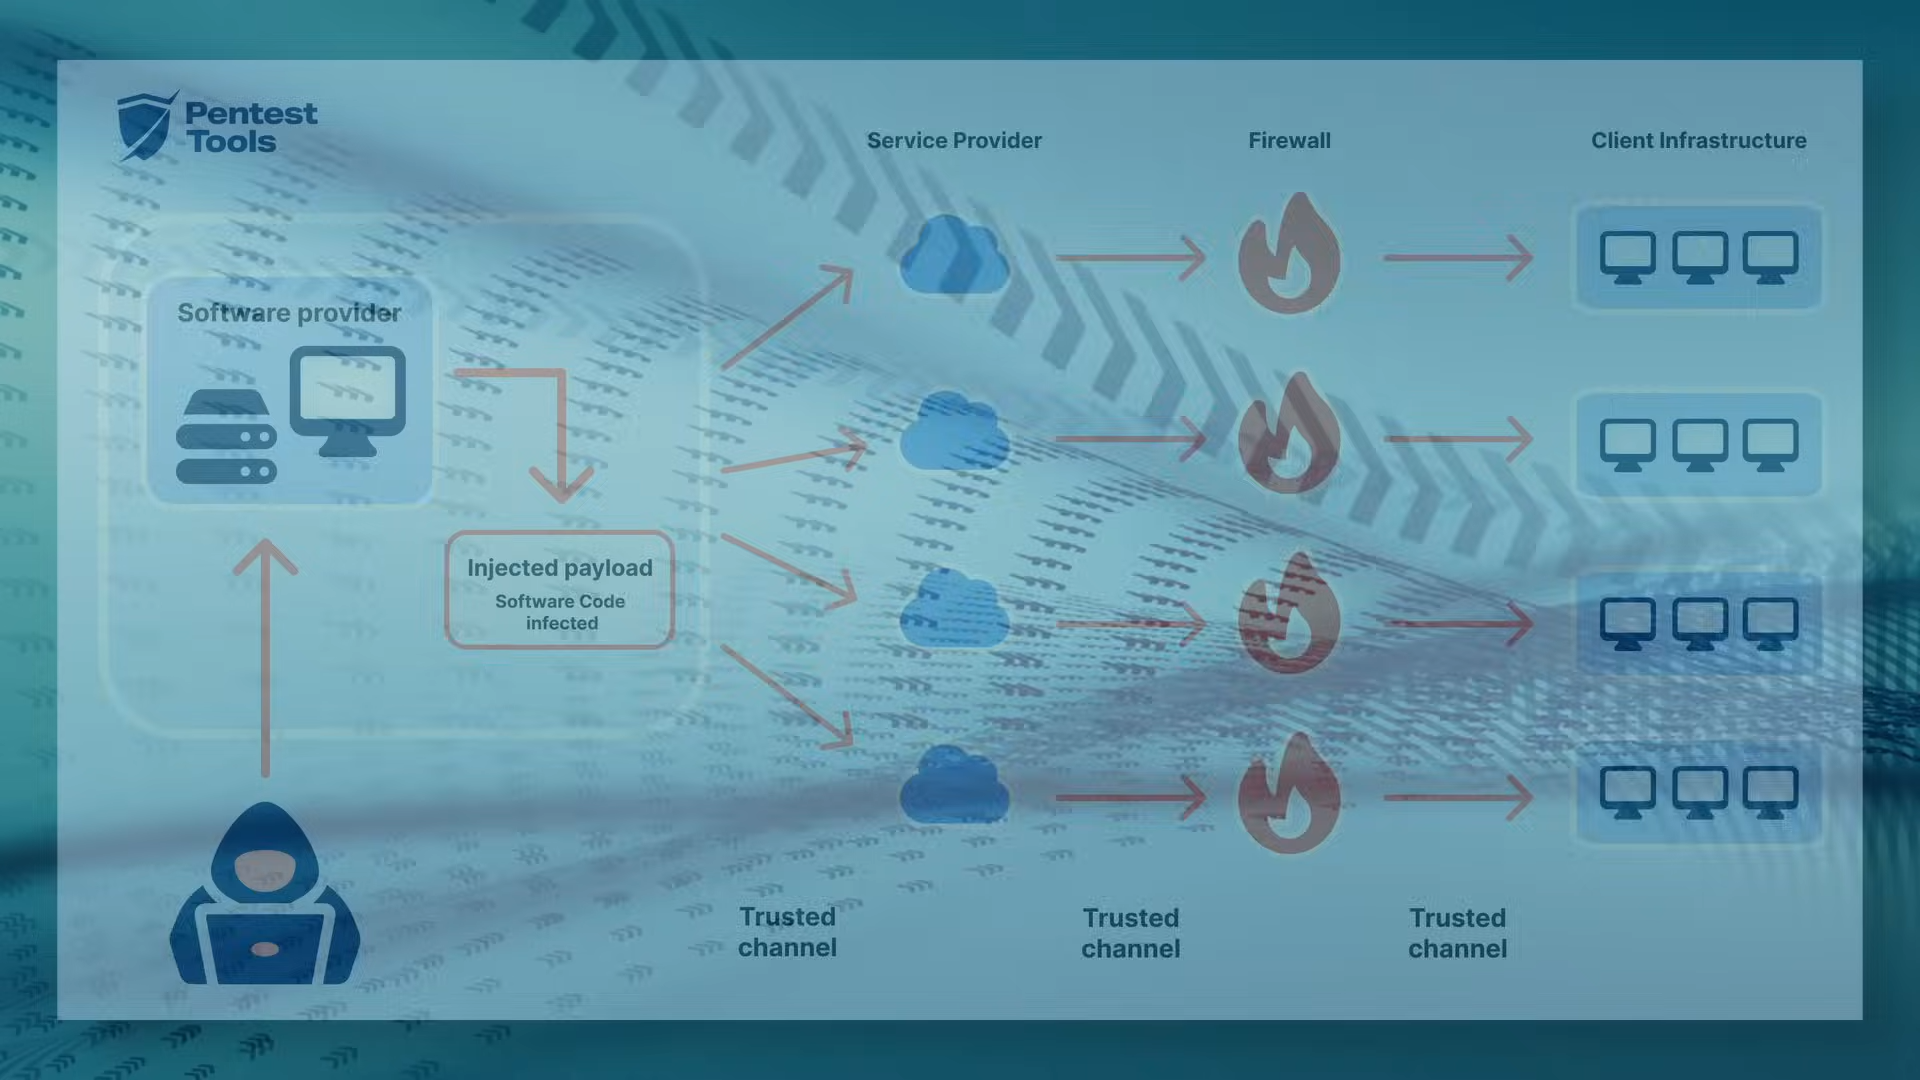 Pentest
Tools
Service Provider
Firewall
Client Infrastructure
Software provider
Injected payload
Software Code
infected
Trusted
channel
Trusted
channel
Trusted
channel